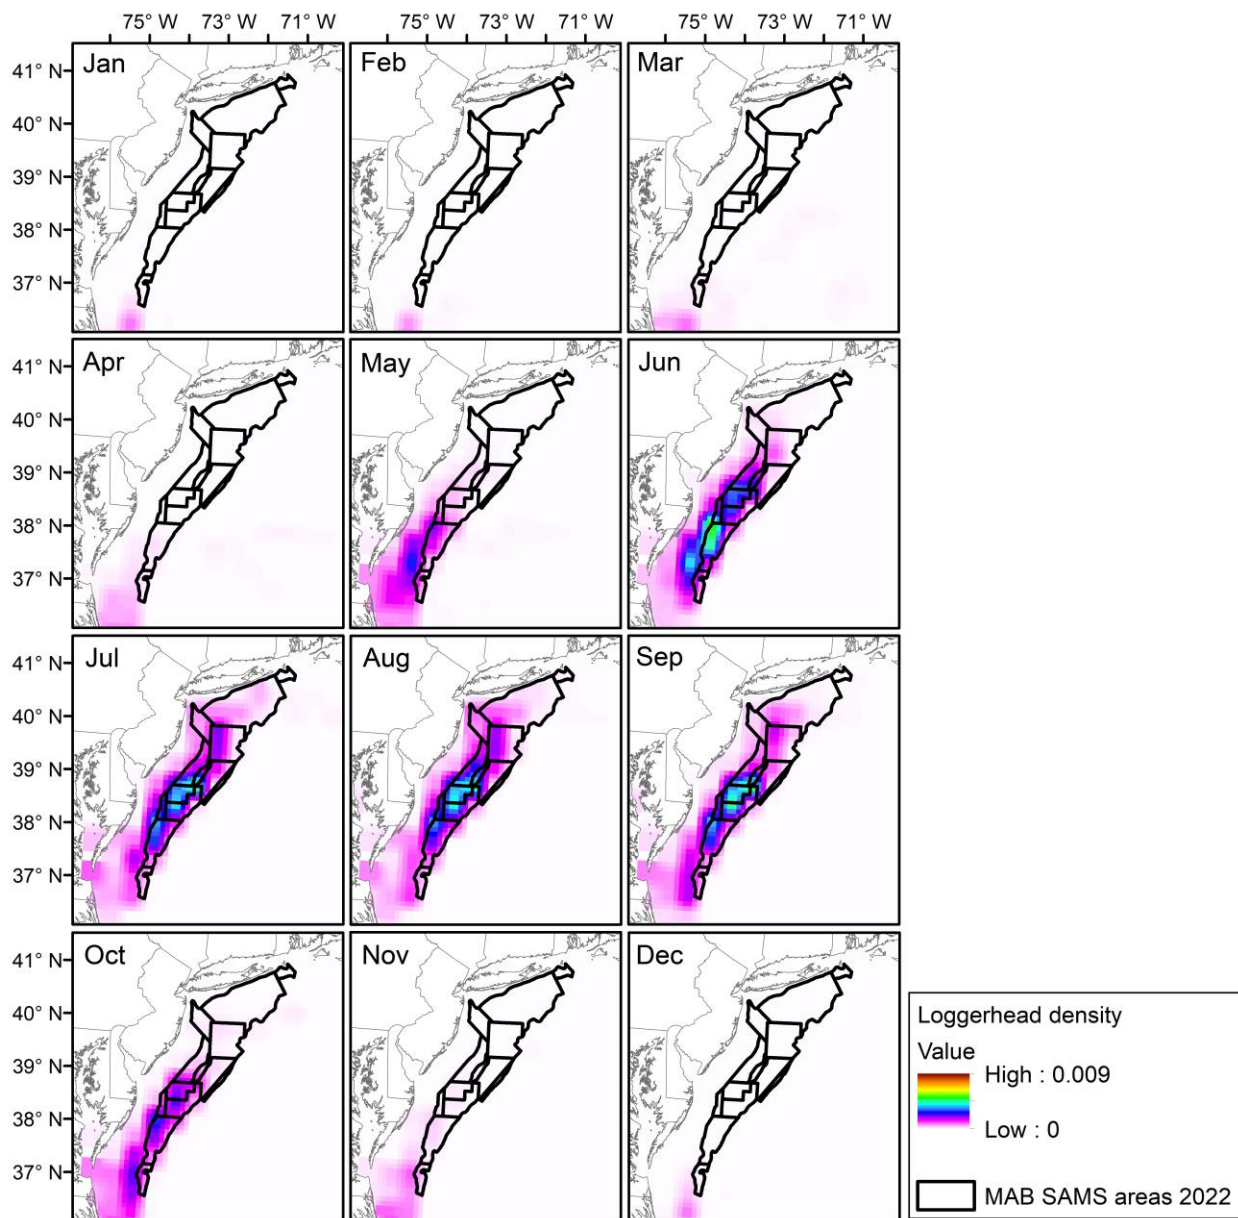 75° W 73° W 71° W 75° W 73° W 71° W 75° W 73° W 71° W
Jan Feb Mar
41° N
40° N
39° N
38° N
37° N
Apr May Jun
41° N
40° N
39° N
38° N
37° N
Jul Aug Sep
41° N
40° N
39° N
38° N
37° N
Oct Nov Dec
41° N
40° N
39° N
38° N
37° N
Loggerhead density
Value
High : 0.009
Low : 0
MAB SAMS areas 2022